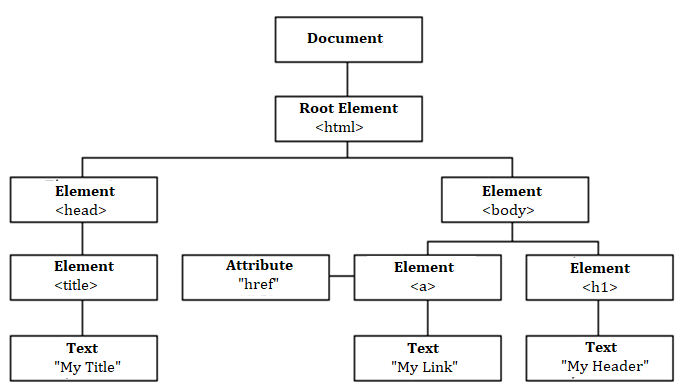 Document
Root Element
<html>
Element
<head>
Element
<body>
Element
<title>
Attribute
"href"
Element
<a>
Element
<h1>
Text
"My Title"
Text
"My Link"
Text
"My Header"